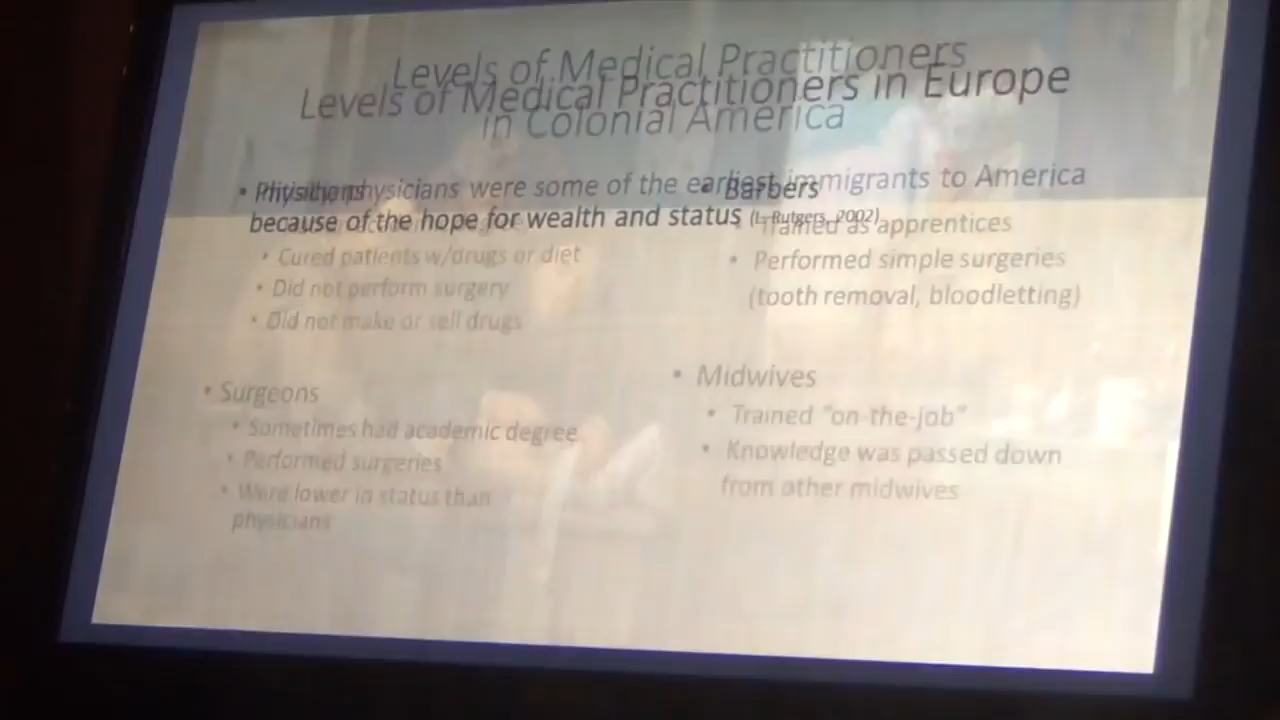 Levels of Medical Practitioners
Levels of Medical Practitioners in Europe
in Colonial America
• Physicians
physicians were some of the earliest immigrants to America
• Barbers
because of the hope for wealth and status (L. Rutgers, 2002)
Trained as apprentices
• Cured patients w/drugs or diet
• Performed simple surgeries
• Did not perform surgery
(tooth removal, bloodletting)
• Did not make or sell drugs
• Midwives
• Surgeons
• Trained "on-the-job"
• Sometimes had academic degree
• Knowledge was passed down
• Performed surgeries
from other midwives
• Were lower in status than
physicians